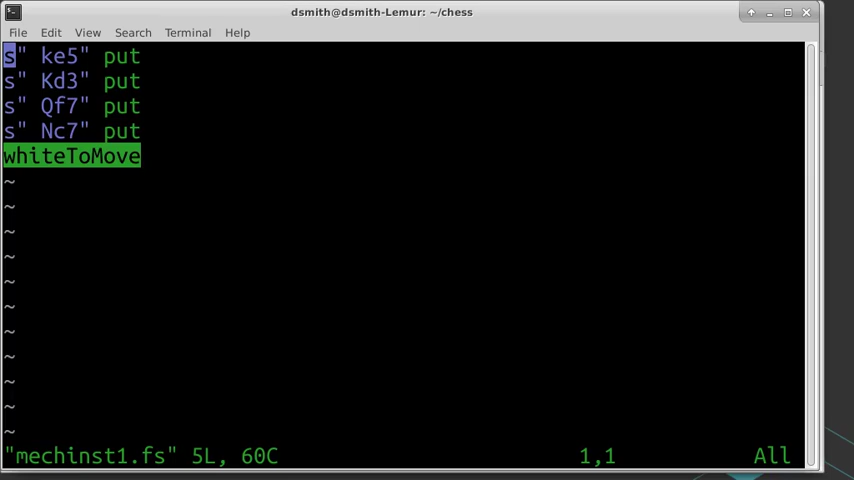 dsmith@dsmith-Lemur: ~/chess
File Edit View Search Terminal Help
s" ke5" put
s" Kd3" put
s" Qf7" put
s" Nc7" put
whiteToMove
~
~
~
~
~
~
~
~
~
~
~
"mechinst1.fs" 5L, 60C 1,1 All